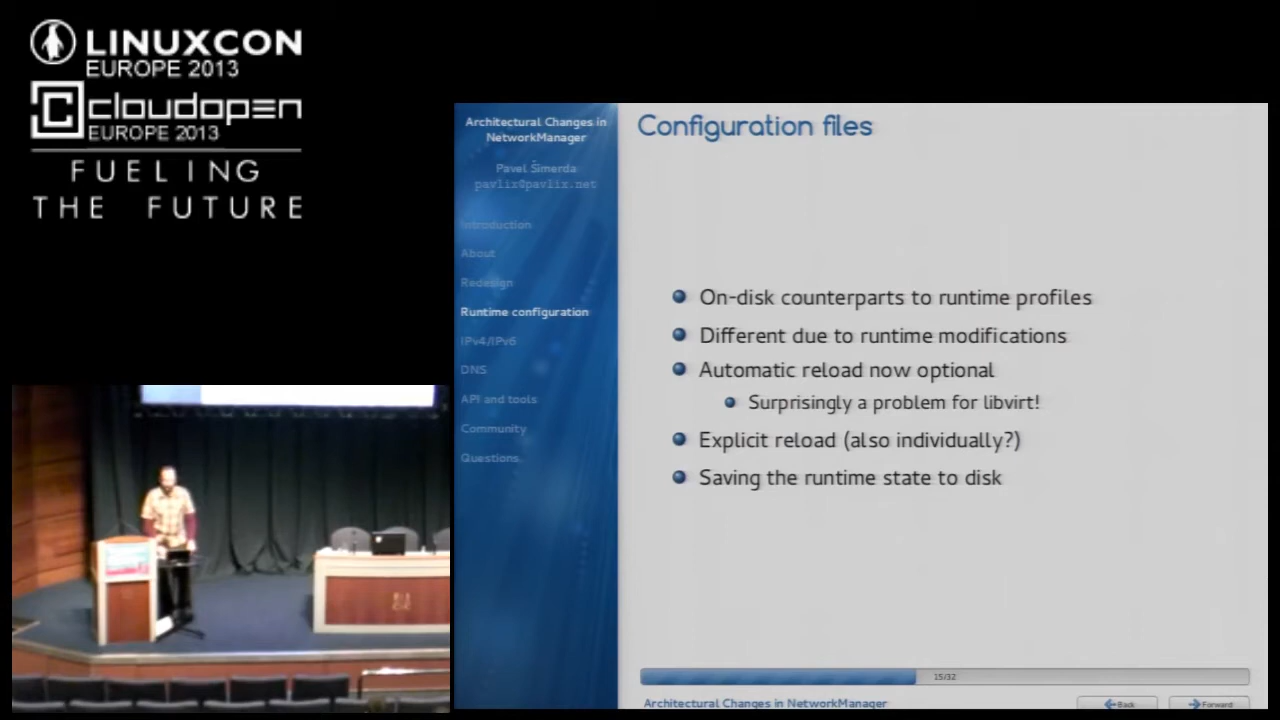 LINUXCON
EUROPE 2013
cloudopen
EUROPE 2013
FUELING
THE FUTURE
Architectural Changes in
NetworkManager
Pavel Šimerda
pavlix@pavlix.net
Introduction
About
Redesign
Runtime configuration
IPv4/IPv6
DNS
API and tools
Community
Questions
Configuration files
On-disk counterparts to runtime profiles
Different due to runtime modifications
Automatic reload now optional
Surprisingly a problem for libvirt!
Explicit reload (also individually?)
Saving the runtime state to disk
15/32
Architectural Changes in NetworkManager
Back
Forward